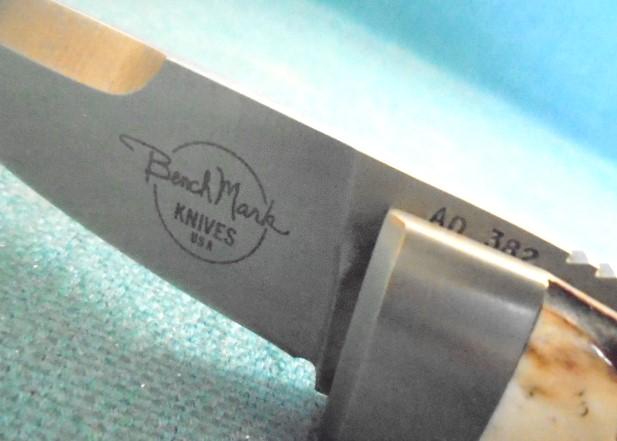 BenchMark
KNIVES
USA
AO 382